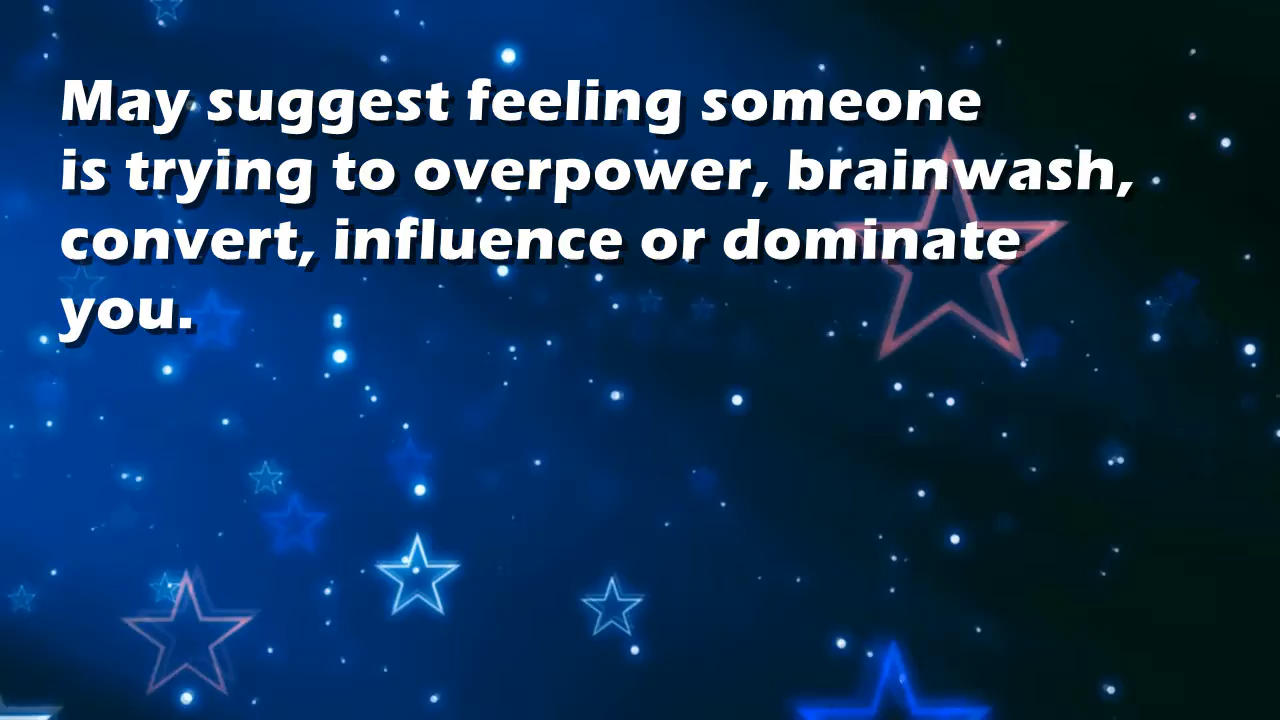 May suggest feeling someone
is trying to overpower, brainwash,
convert, influence or dominate
you.